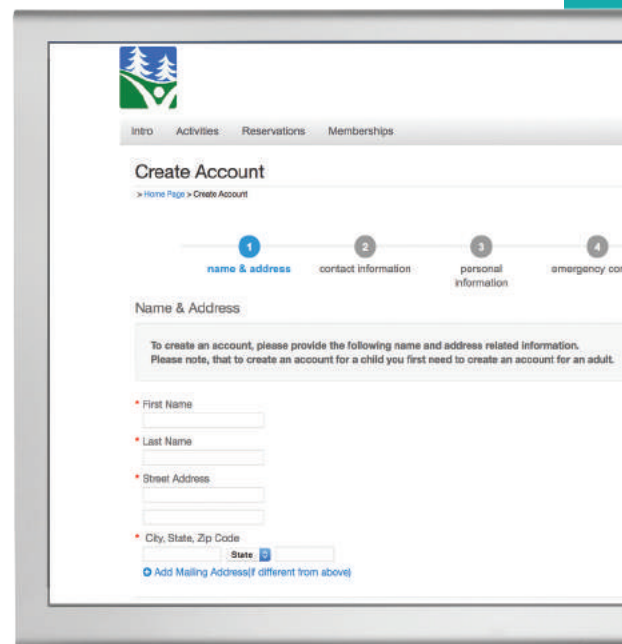 Intro Activities Reservations Memberships
Create Account
> Home Page > Create Account
1 2 3 4
name & address contact information personal information emergency con
Name & Address
To create an account, please provide the following name and address related information.
Please note, that to create an account for a child you first need to create an account for an adult.
* First Name
* Last Name
* Street Address
* City, State, Zip Code
State
Add Mailing Address(if different from above)